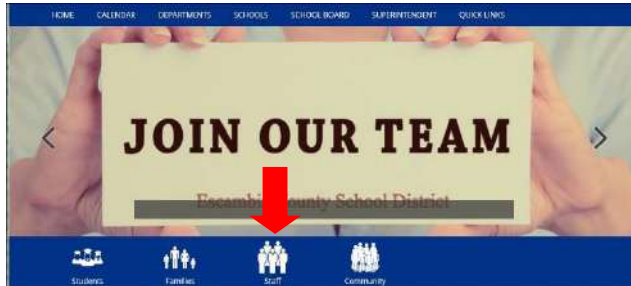 HOME CALENDAR DEPARTMENTS SCHOOLS SCHOOL BOARD SUPERINTENDENT QUICK LINKS
JOIN OUR TEAM
Escambia County School District
Students Families Staff Community